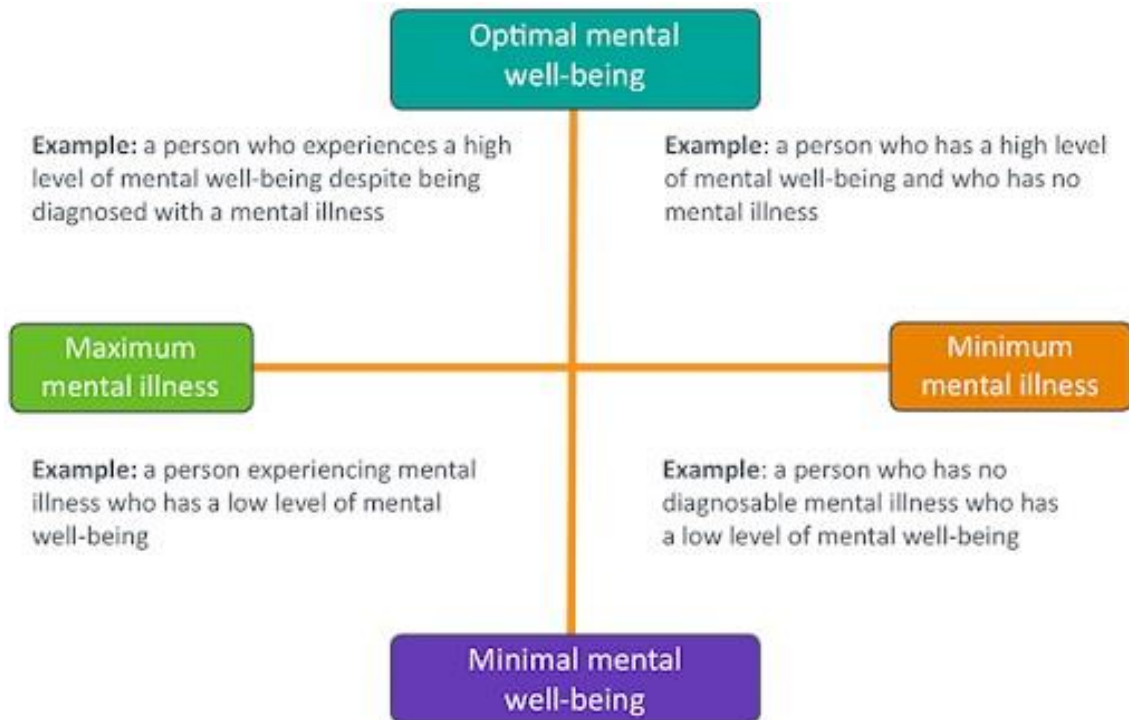 Optimal mental
well-being
Example: a person who experiences a high
level of mental well-being despite being
diagnosed with a mental illness
Example: a person who has a high level
of mental well-being and who has no
mental illness
Maximum
mental illness
Minimum
mental illness
Example: a person experiencing mental
illness who has a low level of mental
well-being
Example: a person who has no
diagnosable mental illness who has
a low level of mental well-being
Minimal mental
well-being